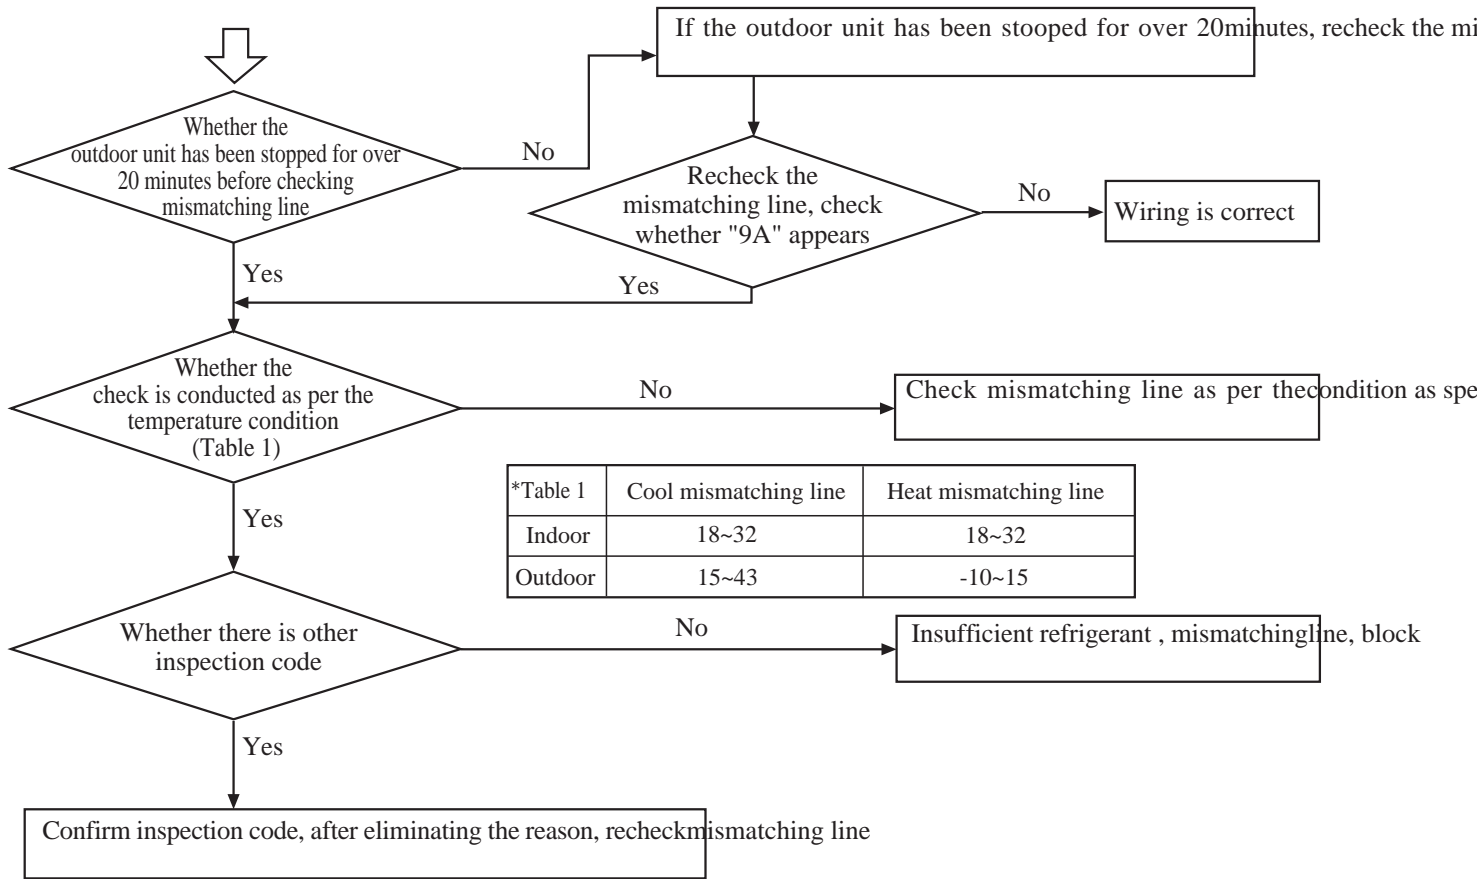 If the outdoor unit has been stooped for over 20minutes, recheck the mi
Whether the
outdoor unit has been stopped for over
20 minutes before checking
mismatching line
No
Recheck the
mismatching line, check
whether "9A" appears
No
Wiring is correct
Yes
Yes
Whether the
check is conducted as per the
temperature condition
(Table 1)
No
Check mismatching line as per thecondition as spe
*Table 1 Cool mismatching line Heat mismatching line
Indoor 18~32 18~32
Outdoor 15~43 -10~15
Yes
Whether there is other
inspection code
No
Insufficient refrigerant , mismatchingline, block
Yes
Confirm inspection code, after eliminating the reason, recheckmismatching line